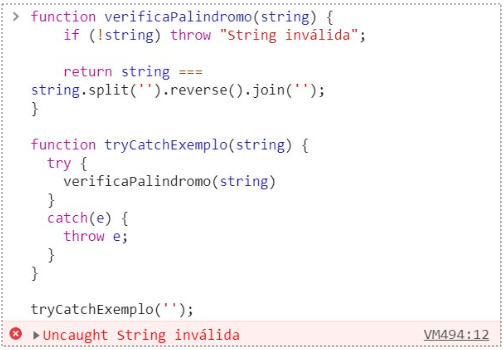 > function verificaPalindromo(string) {
if (!string) throw "String inválida";
return string ===
string.split('').reverse().join('');
}
function tryCatchExemplo(string) {
try {
verificaPalindromo(string)
}
catch(e) {
throw e;
}
}
tryCatchExemplo('');
Uncaught String inválida VM494:12